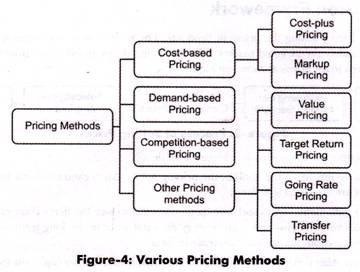 Pricing Methods
Cost-based
Pricing
Demand-based
Pricing
Competition-based
Pricing
Other Pricing
methods
Cost-plus
Pricing
Markup
Pricing
Value
Pricing
Target Return
Pricing
Going Rate
Pricing
Transfer
Pricing
Figure-4: Various Pricing Methods